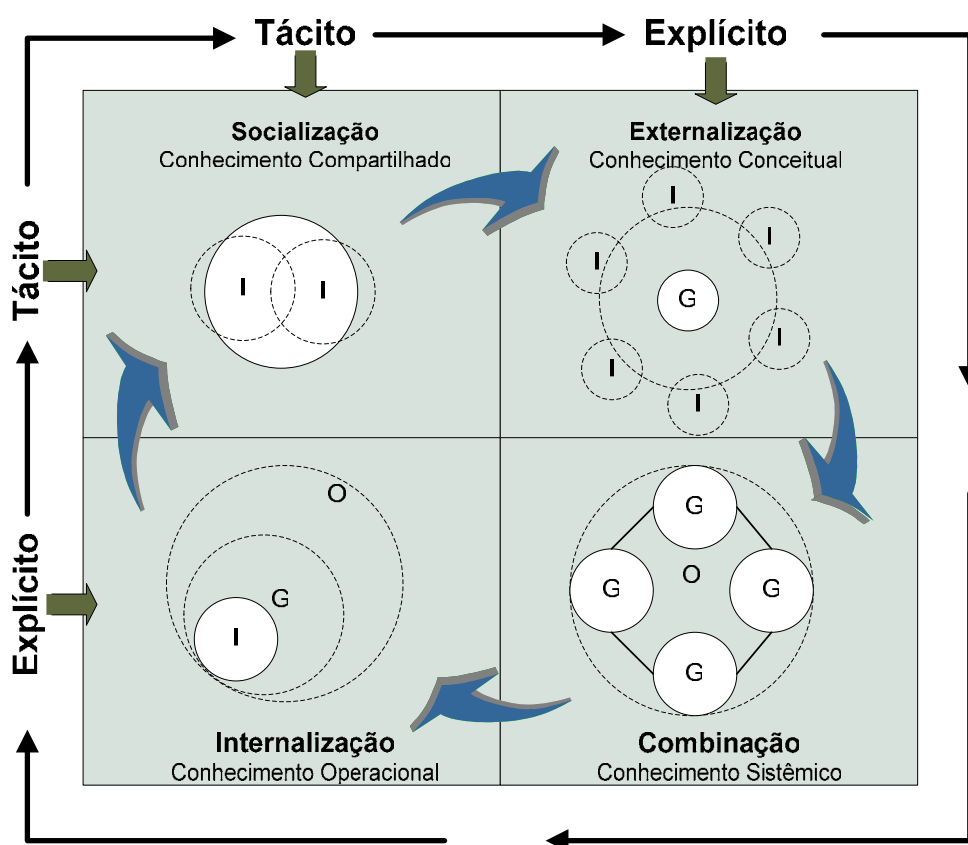 Tácito
Explícito
Socialização
Conhecimento Compartilhado
Externalização
Conhecimento Conceitual
Tácito
I
I
I
I
I
G
I
I
I
Explícito
O
G
I
G
G
O
G
G
Internalização
Conhecimento Operacional
Combinação
Conhecimento Sistêmico